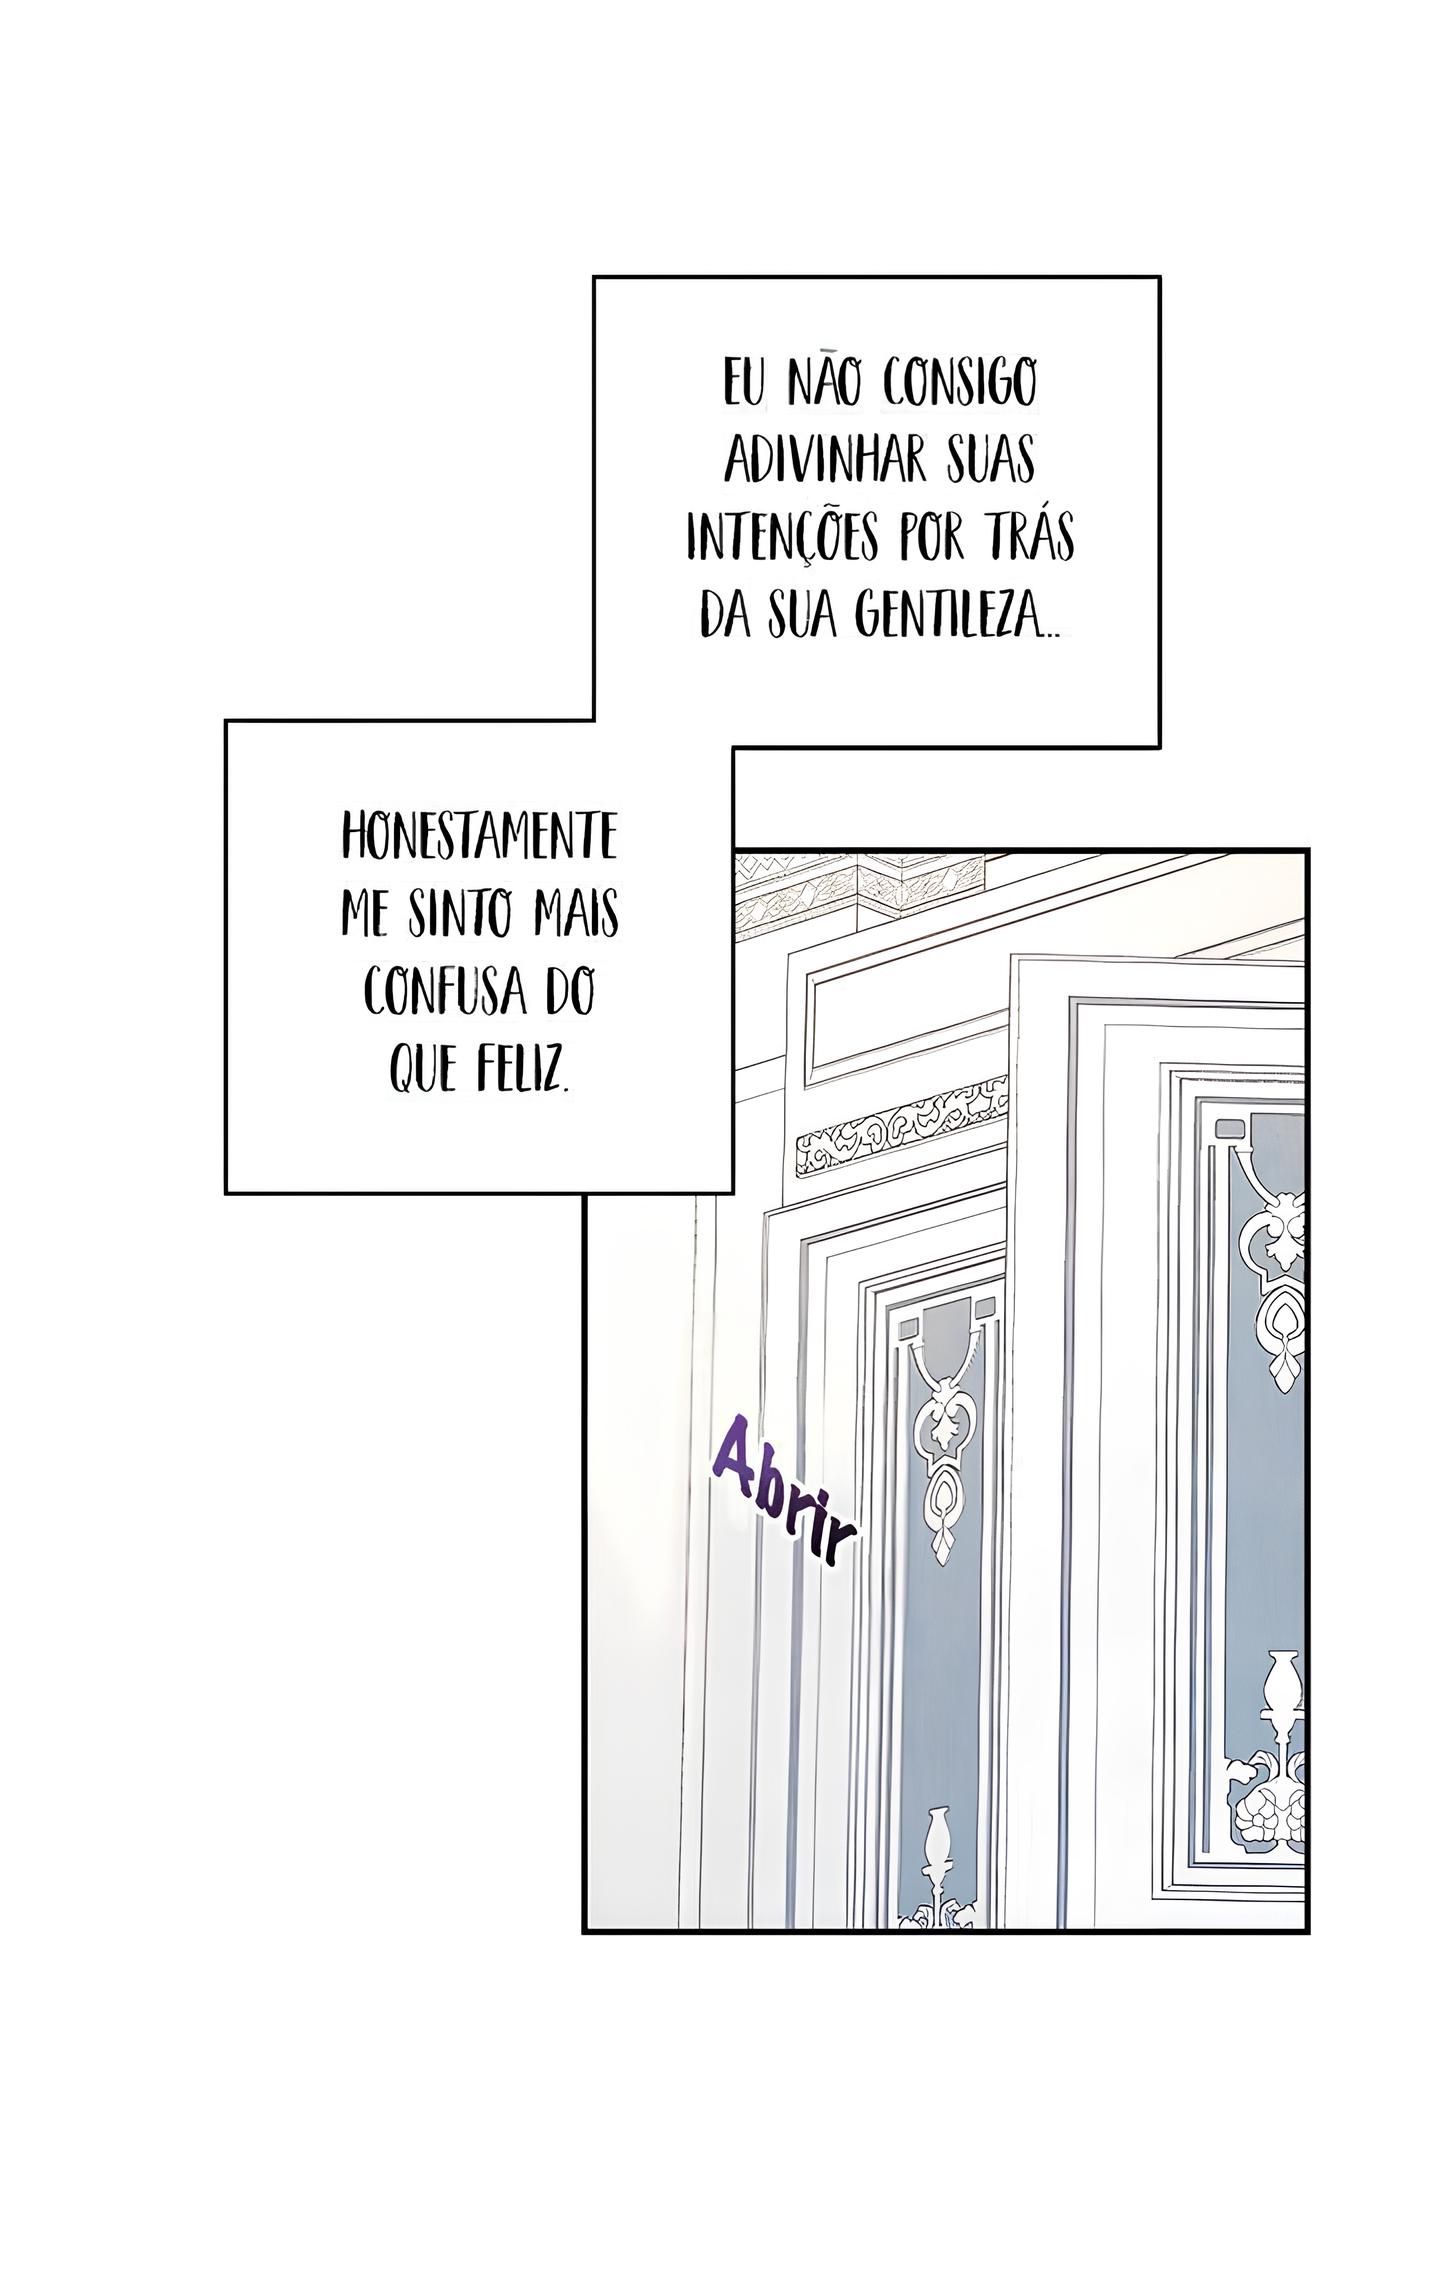 EU NÃO CONSIGO
ADIVINHAR SUAS
INTENÇÕES POR TRÁS
DA SUA GENTILEZA...
HONESTAMENTE
ME SINTO MAIS
CONFUSA DO
QUE FELIZ.
Abrir